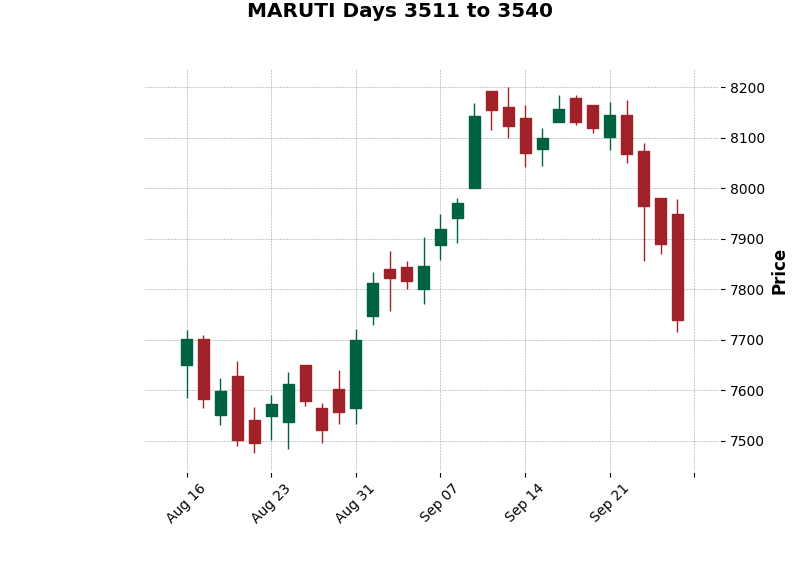 MARUTI Days 3511 to 3540
8200
8100
8000
7900
7800
7700
7600
7500
Price
Aug 16
Aug 23
Aug 31
Sep 07
Sep 14
Sep 21